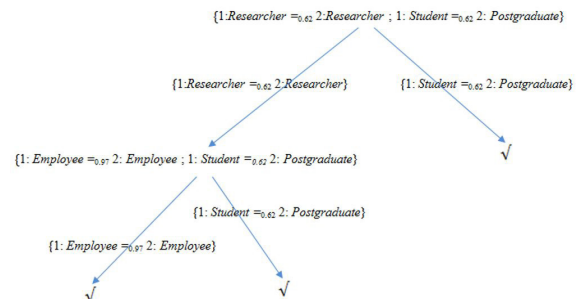 {1:Researcher =0.62 2:Researcher ; 1: Student =0.62 2: Postgraduate}
{1:Researcher =0.62 2:Researcher}
{1: Student =0.62 2: Postgraduate}
√
{1: Employee =0.97 2: Employee ; 1: Student =0.62 2: Postgraduate}
{1: Student =0.62 2: Postgraduate}
{1: Employee =0.97 2: Employee}
√
√